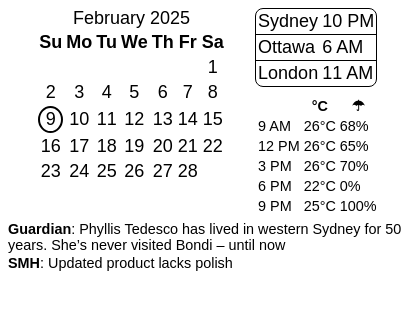 February 2025
Su Mo Tu We Th Fr Sa
1
2 3 4 5 6 7 8
9 10 11 12 13 14 15
16 17 18 19 20 21 22
23 24 25 26 27 28
Sydney 10 PM
Ottawa 6 AM
London 11 AM
°C ☂
9 AM 26°C 68%
12 PM 26°C 65%
3 PM 26°C 70%
6 PM 22°C 0%
9 PM 25°C 100%
Guardian: Phyllis Tedesco has lived in western Sydney for 50
years. She’s never visited Bondi – until now
SMH: Updated product lacks polish